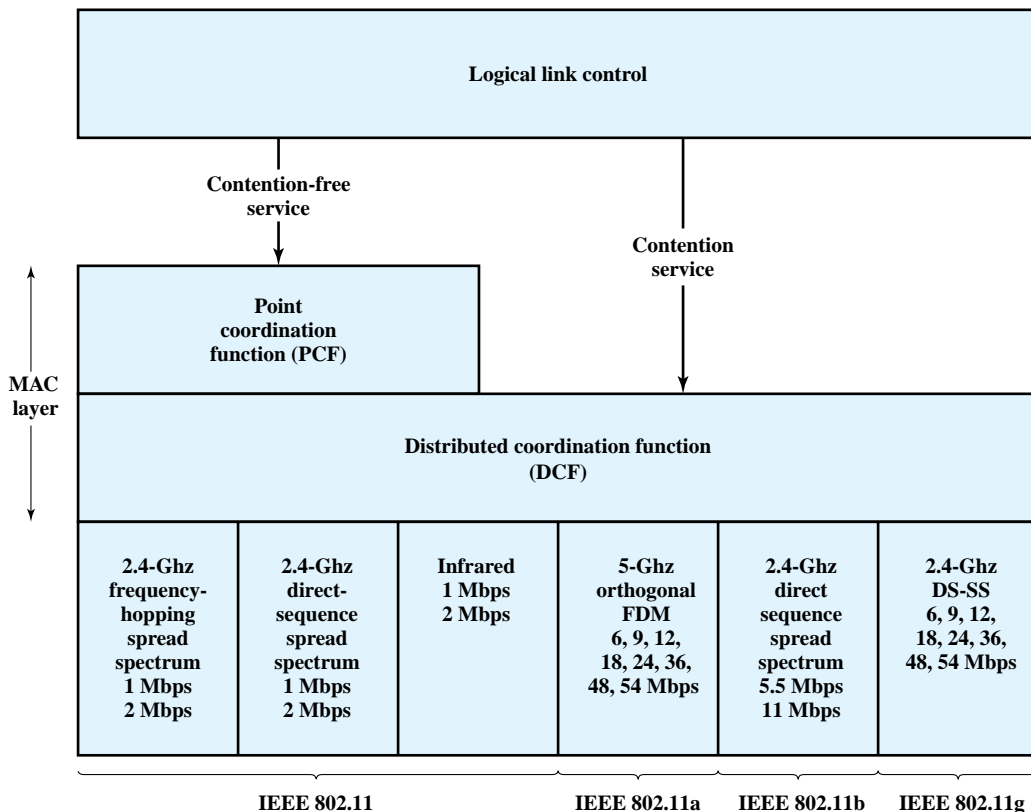 Logical link control
Contention-free
service
Contention
service
Point
coordination
function (PCF)
MAC
layer
Distributed coordination function
(DCF)
2.4-Ghz
frequency-
hopping
spread
spectrum
1 Mbps
2 Mbps
2.4-Ghz
direct-
sequence
spread
spectrum
1 Mbps
2 Mbps
Infrared
1 Mbps
2 Mbps
5-Ghz
orthogonal
FDM
6, 9, 12,
18, 24, 36,
48, 54 Mbps
2.4-Ghz
direct
sequence
spread
spectrum
5.5 Mbps
11 Mbps
2.4-Ghz
DS-SS
6, 9, 12,
18, 24, 36,
48, 54 Mbps
IEEE 802.11
IEEE 802.11a
IEEE 802.11b
IEEE 802.11g